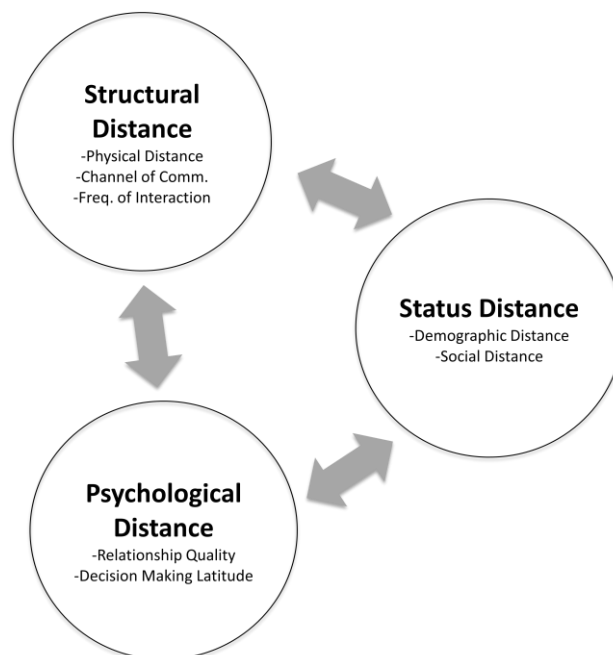 Structural
Distance
-Physical Distance
-Channel of Comm.
-Freq. of Interaction
Status Distance
-Demographic Distance
-Social Distance
Psychological
Distance
-Relationship Quality
-Decision Making Latitude